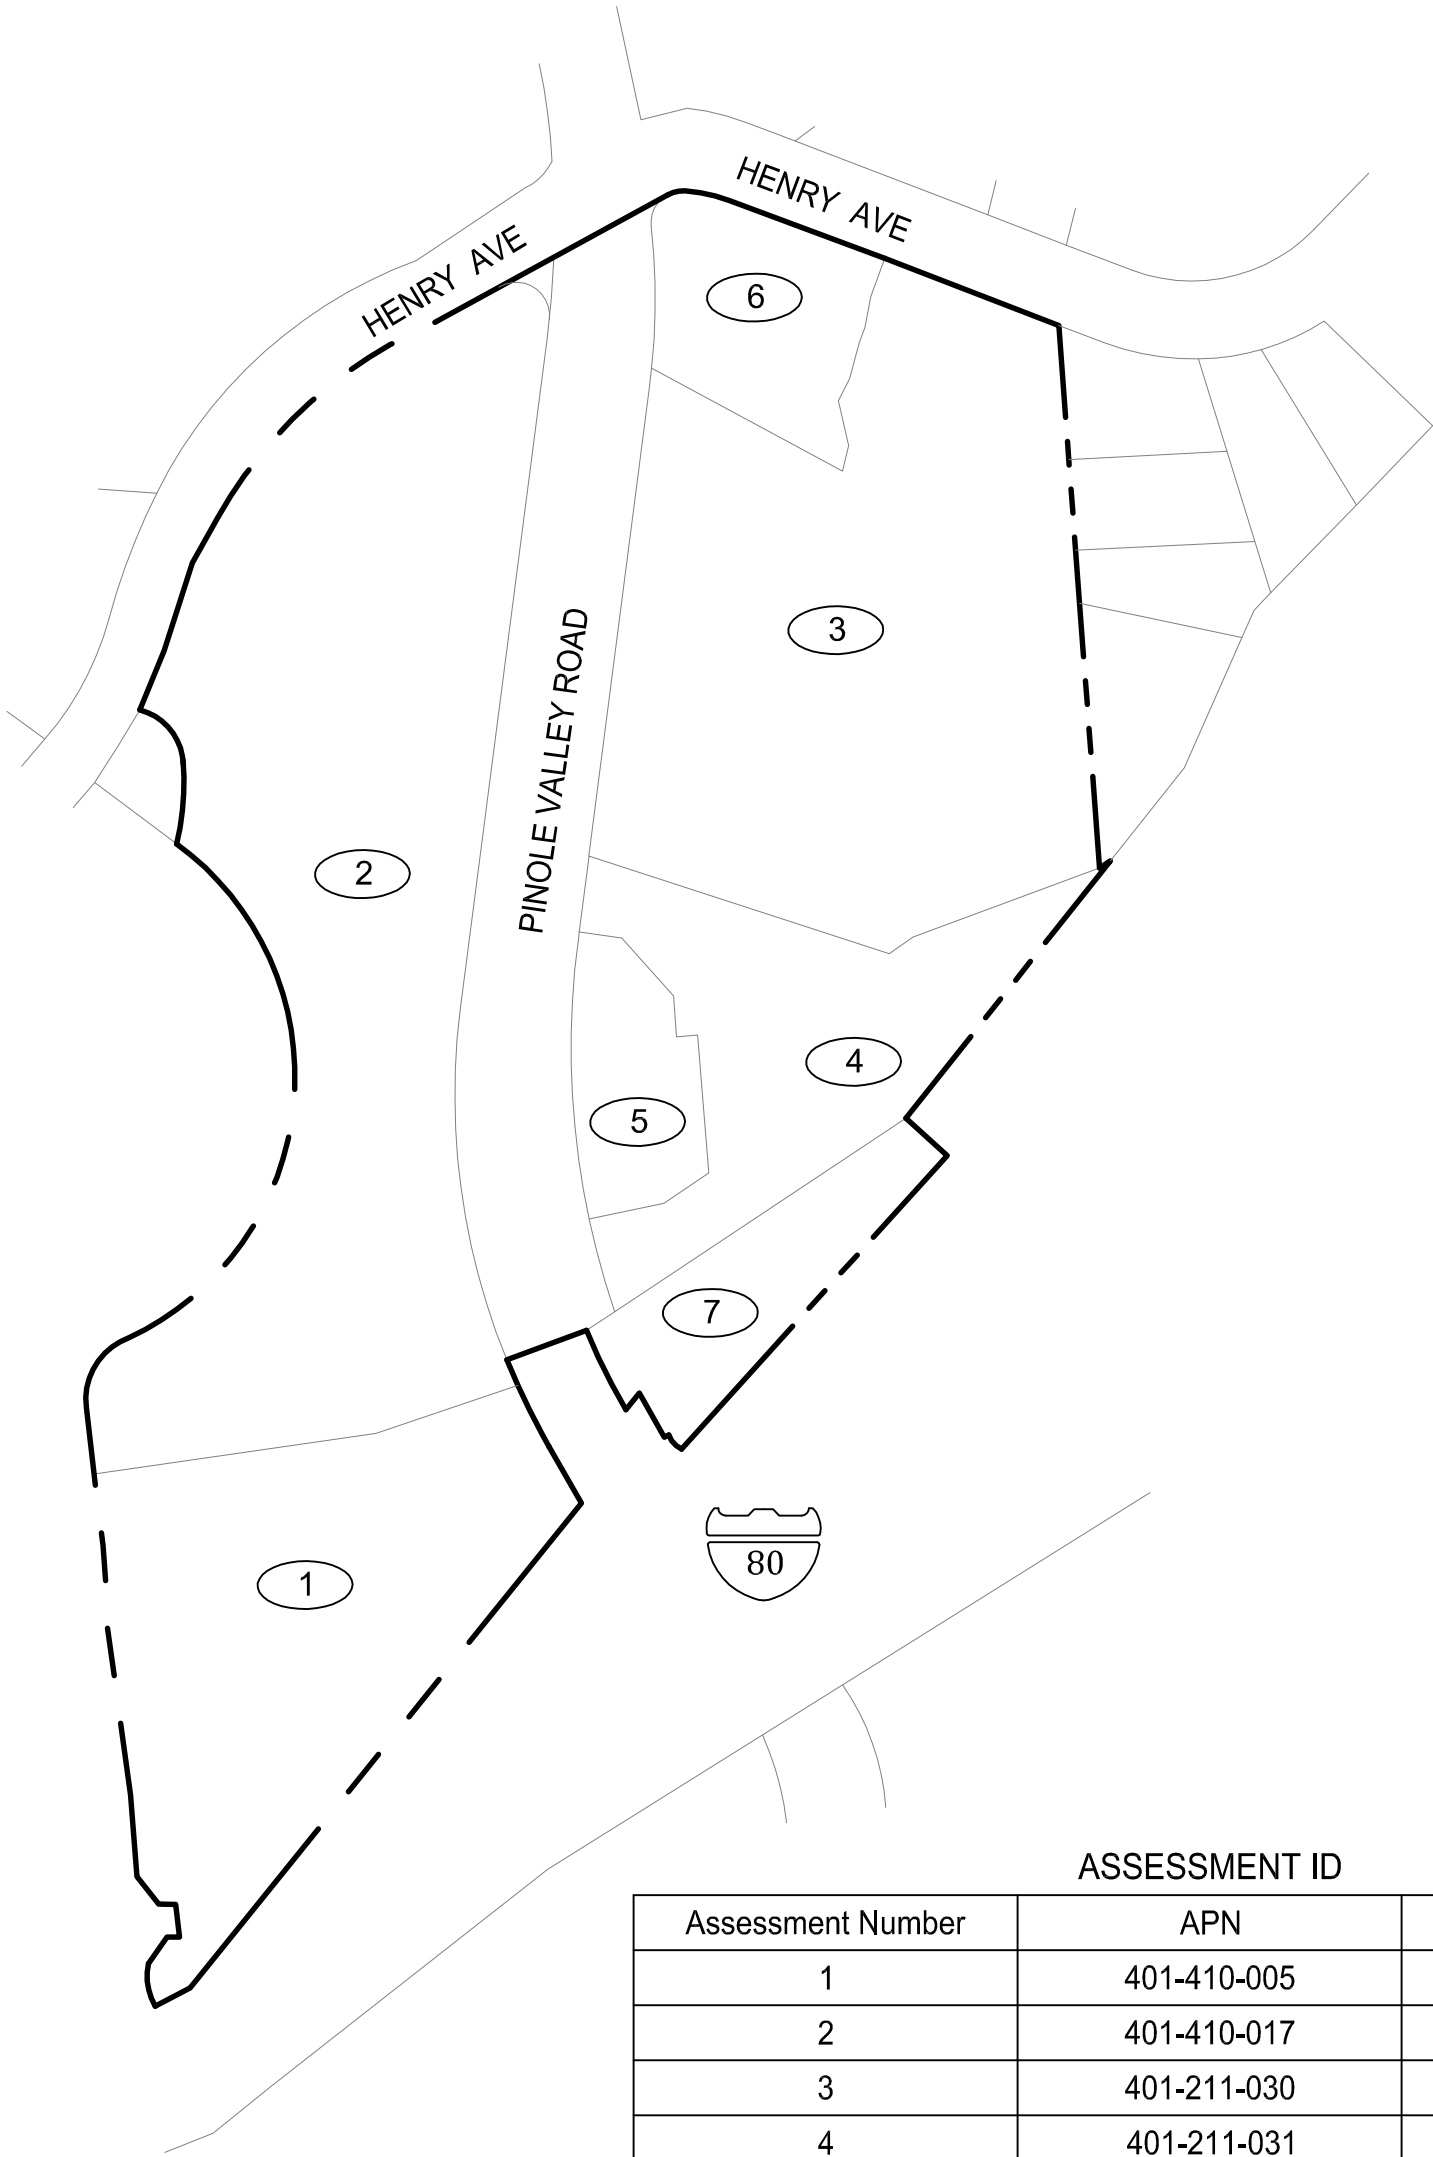 HENRY AVE
HENRY AVE
6
3
PINOLE VALLEY ROAD
2
4
5
7
80
1
ASSESSMENT ID
Assessment Number APN
1 401-410-005
2 401-410-017
3 401-211-030
4 401-211-031